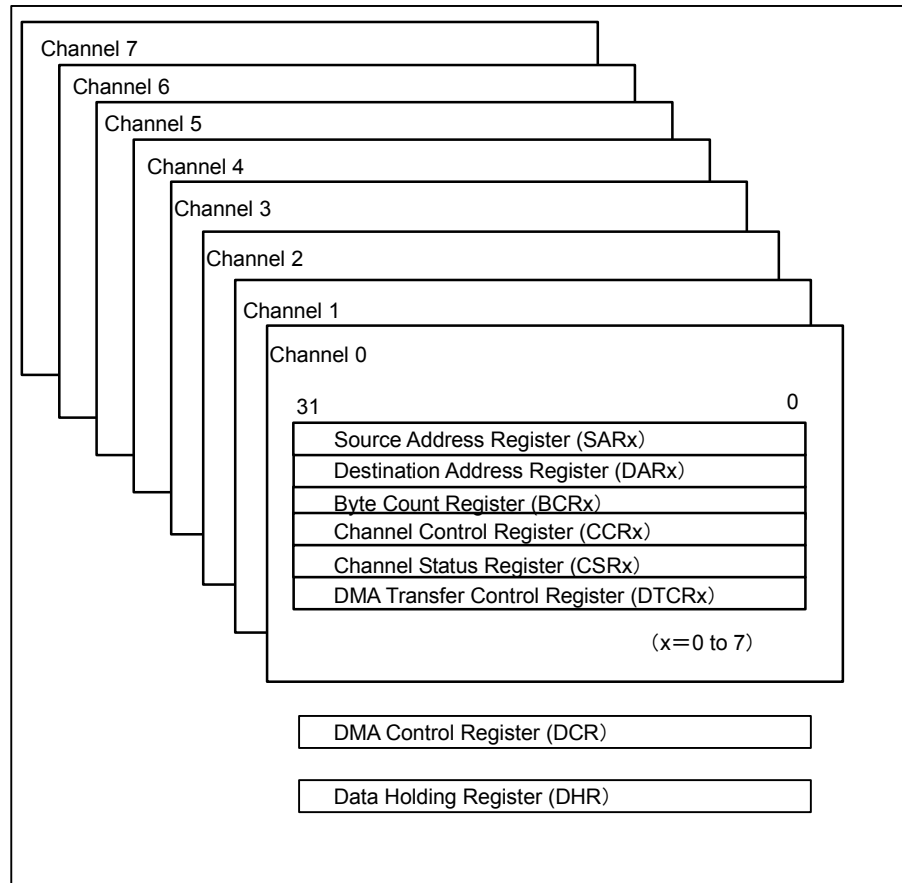 Channel 7
Channel 6
Channel 5
Channel 4
Channel 3
Channel 2
Channel 1
Channel 0
31 0
Source Address Register (SARx）
Destination Address Register (DARx）
Byte Count Register (BCRx）
Channel Control Register (CCRx）
Channel Status Register (CSRx）
DMA Transfer Control Register (DTCRx）
（x＝0 to 7）
DMA Control Register (DCR）
Data Holding Register (DHR）